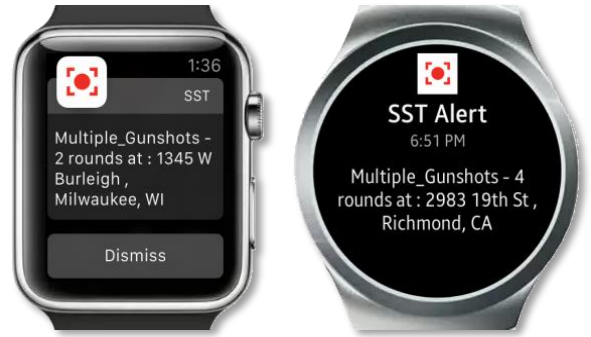 1:36
SST
Multiple_Gunshots -
2 rounds at : 1345 W
Burleigh ,
Milwaukee, WI
Dismiss
SST Alert
6:51 PM
Multiple_Gunshots - 4
rounds at : 2983 19th St ,
Richmond, CA